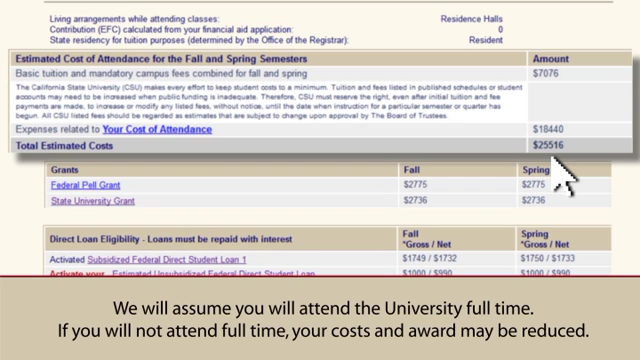 Living arrangements while attending classes: Residence Halls
Contribution (EFC) calculated from your financial aid application: 0
State residency for tuition purposes (determined by the Office of the Registrar): Resident
Estimated Cost of Attendance for the Fall and Spring Semesters Amount
Basic tuition and mandatory campus fees combined for fall and spring $7076
The California State University (CSU) makes every effort to keep student costs to a minimum. Tuition and fees listed in published schedules or student
accounts may need to be increased when public funding is inadequate. Therefore, CSU must reserve the right, even after initial tuition and fee
payments are made, to increase or modify any listed fees, without notice, until the date when instruction for a particular semester or quarter has
begun. All CSU listed fees should be regarded as estimates that are subject to change upon approval by The Board of Trustees.
Expenses related to Your Cost of Attendance $18440
Total Estimated Costs $25516
Grants Fall Spring
Federal Pell Grant $2775 $2775
State University Grant $2736 $2736
Direct Loan Eligibility - Loans must be repaid with interest Fall Spring
*Gross / Net *Gross / Net
Activated Subsidized Federal Direct Student Loan 1 $1749 / $1732 $1750 / $1733
Activate your Estimated Unsubsidized Federal Direct Student Loan $1000 / $990 $1000 / $990
We will assume you will attend the University full time.
If you will not attend full time, your costs and award may be reduced.